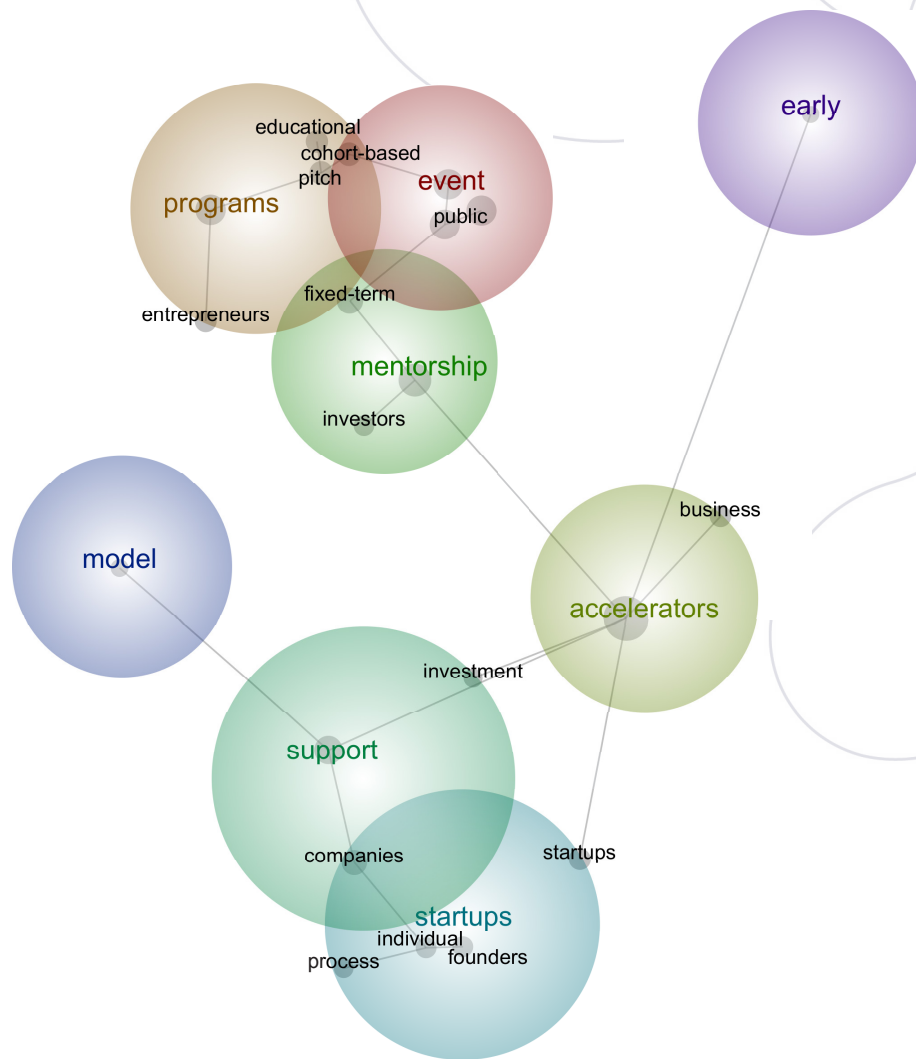 early
educational
cohort-based
pitch
event
programs
public
fixed-term
entrepreneurs
mentorship
investors
business
model
accelerators
investment
support
companies
startups
startups
individual
founders
process